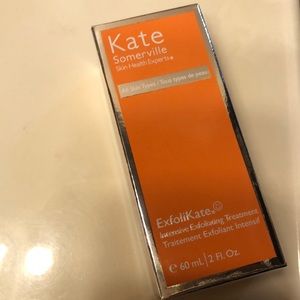 Kate
Somerville
Skin Health Experts®
All Skin Types / Tous types de peau
ExfoliKate®
Intensive Exfoliating Treatment
Traitement Exfoliant Intensif
℮ 60 mL | 2 Fl. Oz.